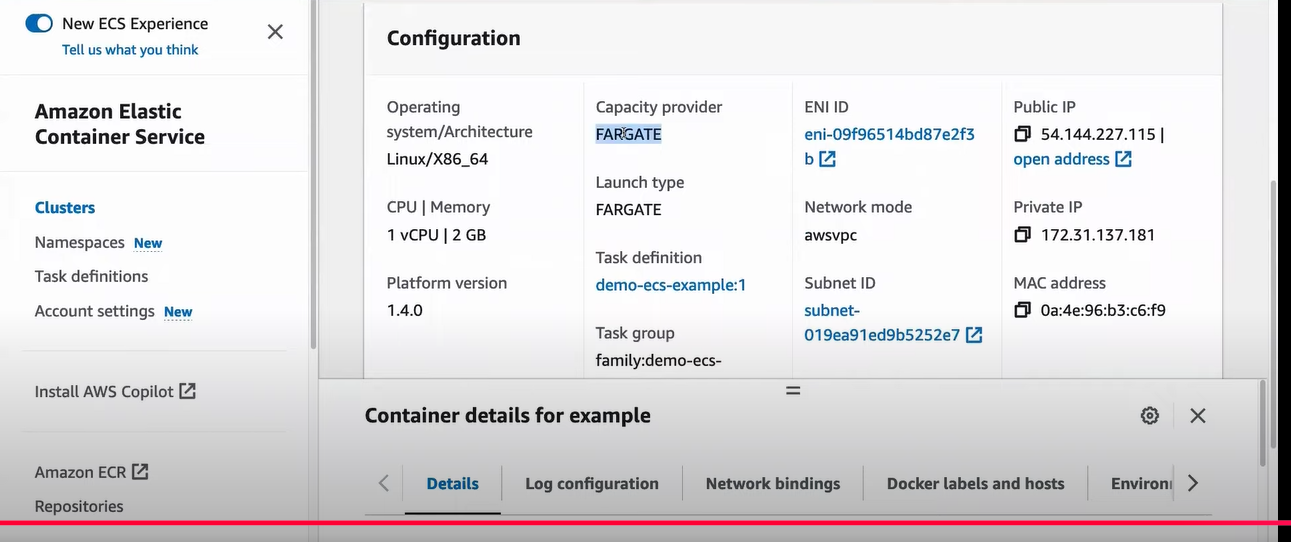 New ECS Experience
Tell us what you think
Amazon Elastic
Container Service
Clusters
Namespaces New
Task definitions
Account settings New
Install AWS Copilot
Amazon ECR
Repositories
Configuration
Operating
system/Architecture
Linux/X86_64
CPU | Memory
1 vCPU | 2 GB
Platform version
1.4.0
Capacity provider
FARGATE
Launch type
FARGATE
Task definition
demo-ecs-example:1
Task group
family:demo-ecs-
ENI ID
eni-09f96514bd87e2f3
b
Network mode
awsvpc
Subnet ID
subnet-
019ea91ed9b5252e7
Public IP
54.144.227.115 |
open address
Private IP
172.31.137.181
MAC address
0a:4e:96:b3:c6:f9
Container details for example
Details
Log configuration
Network bindings
Docker labels and hosts
Environ